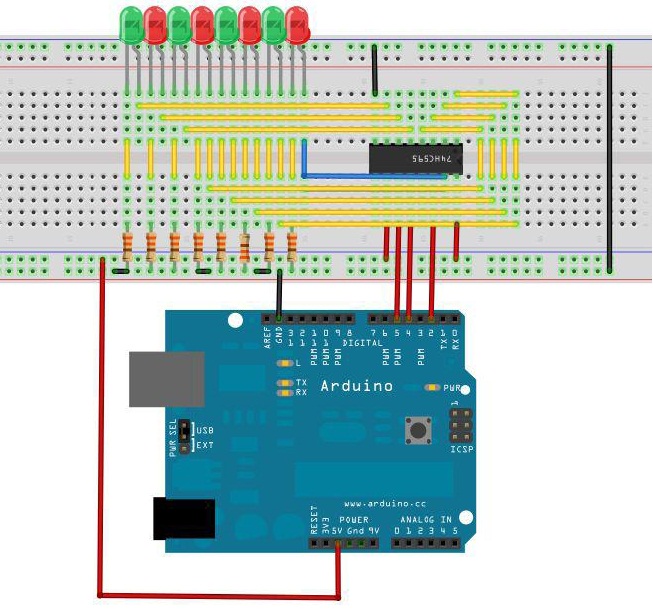 74HC595
AREF GND 13 12 PWM 11 PWM 10 PWM 9 8 7 PWM 6 PWM 5 4 PWM 3 2 TX 1 RX 0
DIGITAL
L
TX
RX
Arduino
PWR
1
PWR SEL
USB
EXT
ICSP
www.arduino.cc
POWER ANALOG IN
RESET 3V3 5V Gnd 9V 0 1 2 3 4 5